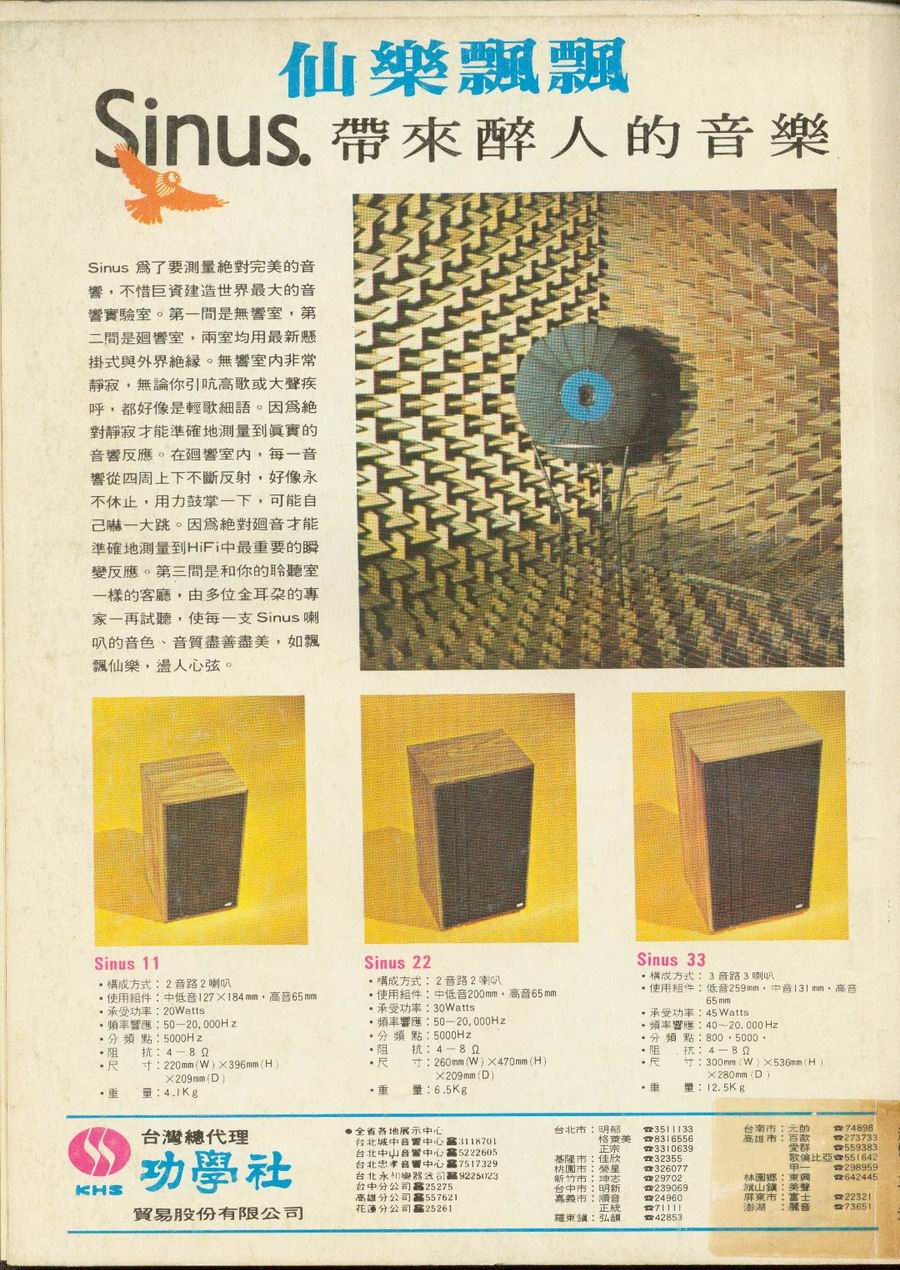 仙樂飄飄
Sinus. 帶來醉人的音樂
Sinus 爲了要測量絶對完美的音
響，不惜巨資建造世界最大的音
響實驗室。第一間是無響室，第
二間是廻響室，兩室均用最新懸
掛式與外界絶緣。無響室内非常
靜寂，無論你引吭高歌或大聲疾
呼，都好像是輕歌細語。因爲絶
對靜寂才能準確地測量到眞實的
音響反應。在廻響室内，每一音
響從四周上下不斷反射，好像永
不休止，用力鼓掌一下，可能自
己嚇一大跳。因爲絶對廻音才能
準確地測量到HiFi中最重要的瞬
變反應。第三間是和你的聆聽室
一樣的客廳，由多位金耳朶的專
家一再試聽，使每一支Sinus喇
叭的音色、音質盡善盡美，如飄
飄仙樂，盪人心弦。
Sinus 11
•構成方式：2音路2喇叭
•使用組件：中低音127×184mm，高音65mm
•承受功率：20Watts
•頻率響應：50—20,000Hz
•分頻點：5000Hz
•阻抗：4—8Ω
•尺寸：220mm(W)×396mm(H)
×209mm(D)
•重量：4.1Kg
Sinus 22
•構成方式：2音路2喇叭
•使用組件：中低音200mm，高音65mm
•承受功率：30Watts
•頻率響應：50—20,000Hz
•分頻點：5000Hz
•阻抗：4—8Ω
•尺寸：260mm(W)×470mm(H)
×209mm(D)
•重量：6.5Kg
Sinus 33
•構成方式：3音路3喇叭
•使用組件：低音259mm，中音131mm，高音
65mm
•承受功率：45Watts
•頻率響應：40~20.000Hz
•分頻點：800，5000，
•阻抗：4—8Ω
•尺寸：300mm(W)×536mm(H)
×280mm(D)
•重量：12.5Kg
KHS
台灣總代理
功學社
貿易股份有限公司
●全省各地展示中心
台北城中音響中心☎3118701
台北中山音響中心☎5222605
台北忠孝音響中心☎7517329
台北永和樂器公司☎9226023
台中分公司☎25275
高雄分公司☎557621
花蓮分公司☎25261
台北市：明郁 ☎3511133
格萊美 ☎8316556
正宗 ☎3310639
基隆市：佳欣 ☎32355
桃園市：榮星 ☎326077
新竹市：坤志 ☎29702
台中市：明新 ☎239069
嘉義市：順音 ☎24960
正統 ☎71111
羅東鎭：弘韻 ☎42853
台南市：元帥 ☎74898
高雄市：百歐 ☎273733
愛群 ☎559383
歌倫比亞☎551642
甲一 ☎298959
林園鄉：東興 ☎642445
旗山鎭：美聲
屏東市：富士 ☎22321
澎湖：麗音 ☎73651